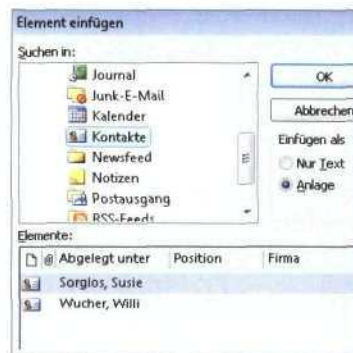 Element einfügen
Suchen in:
Journal
Junk-E-Mail
Kalender
Kontakte
Newsfeed
Notizen
Postausgang
RSS-Feeds
OK
Abbrechen
Einfügen als
Nur Text
Anlage
Elemente:
Abgelegt unter Position Firma
Sorglos, Susie
Wucher, Willi